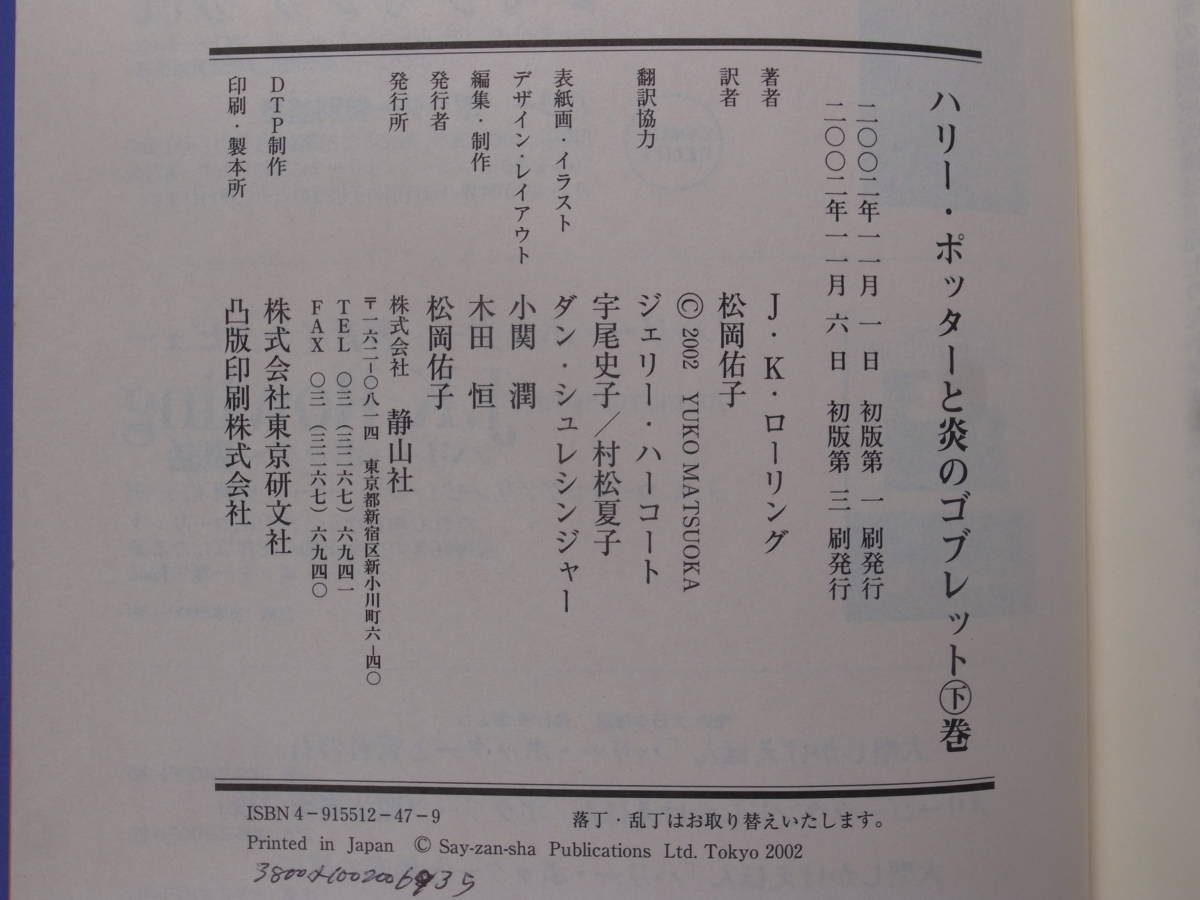 ハリー・ポッターと炎のゴブレット㊦巻
二〇〇二年一一月 一日 初版第 一 刷発行
二〇〇二年一一月 六 日 初版第 三 刷発行
著者 J・K・ローリング
訳者 松岡佑子
© 2002 YUKO MATSUOKA
翻訳協力 ジェリー・ハーコート
宇尾史子／村松夏子
表紙画・イラスト ダン・シュレシンジャー
デザイン・レイアウト 小関 潤
編集・制作 木田 恒
発行者 松岡佑子
発行所 株式会社 静山社
〒一六二-〇八一四 東京都新宿区新小川町六-四〇
TEL 〇三（三二六七）六九四一
FAX 〇三（三二六七）六九四〇
DTP制作 株式会社東京研文社
印刷・製本所 凸版印刷株式会社
ISBN4-915512-47-9 落丁・乱丁はお取り替えいたします。
Printed in Japan © Say-zan-sha Publications Ltd. Tokyo 2002